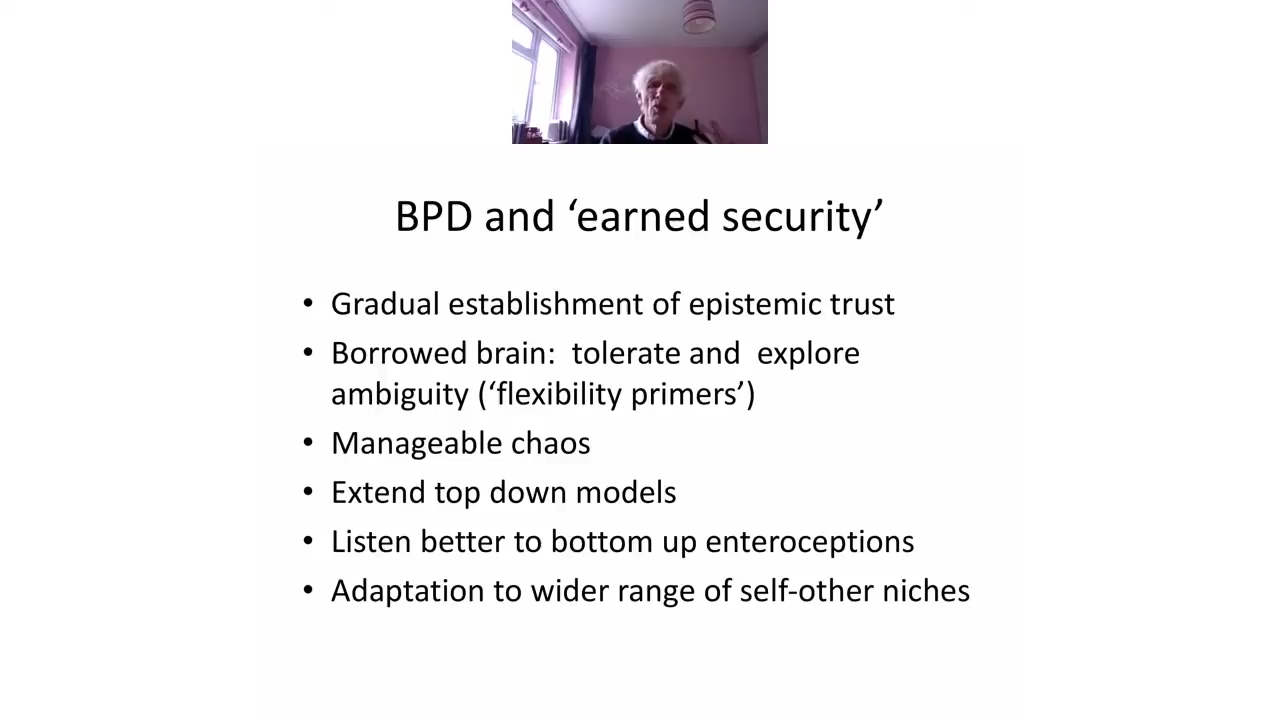 BPD and ‘earned security’
• Gradual establishment of epistemic trust
• Borrowed brain:  tolerate and  explore
ambiguity (‘flexibility primers’)
• Manageable chaos
• Extend top down models
• Listen better to bottom up enteroceptions
• Adaptation to wider range of self-other niches